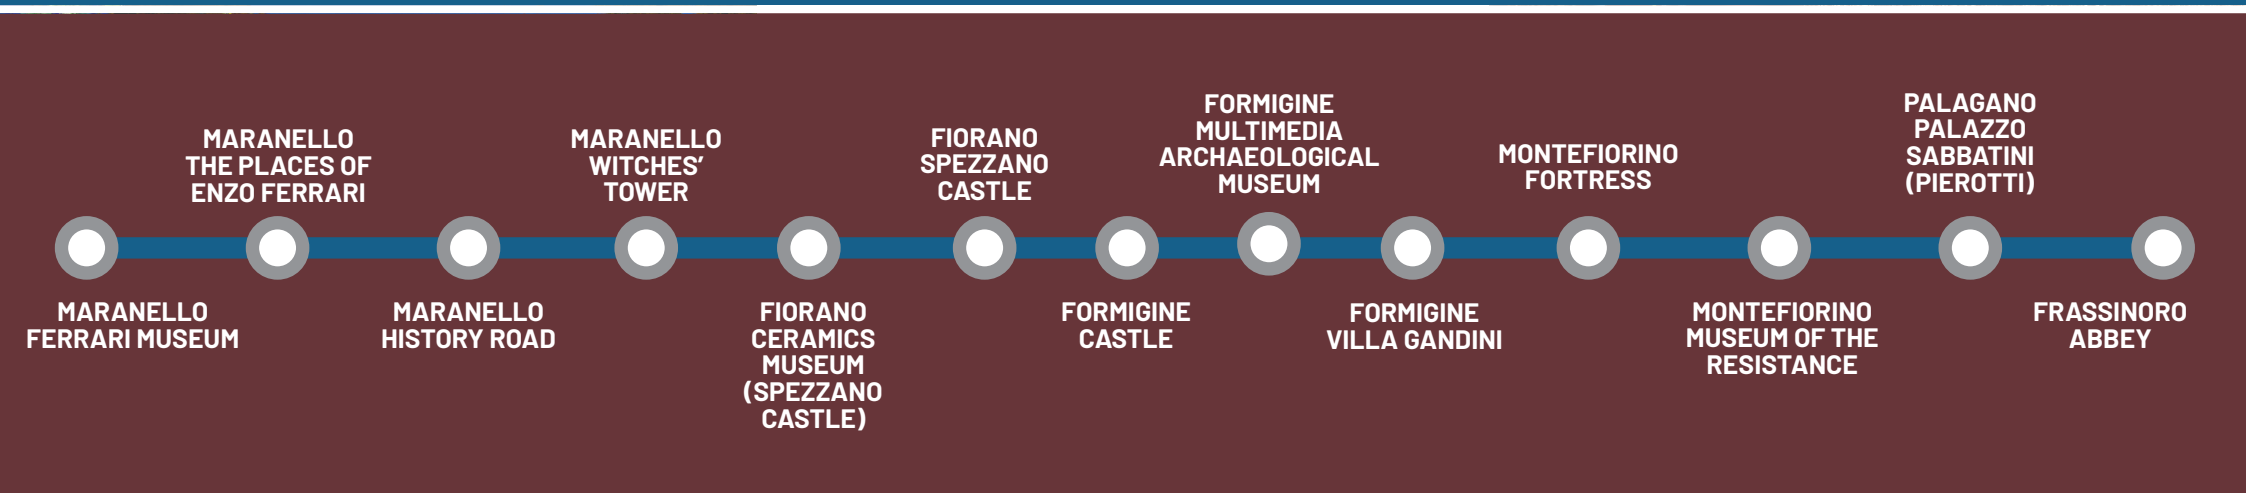 MARANELLO
FERRARI MUSEUM
MARANELLO
THE PLACES OF
ENZO FERRARI
MARANELLO
HISTORY ROAD
MARANELLO
WITCHES'
TOWER
FIORANO
CERAMICS
MUSEUM
(SPEZZANO
CASTLE)
FIORANO
SPEZZANO
CASTLE
FORMIGINE
CASTLE
FORMIGINE
MULTIMEDIA
ARCHAEOLOGICAL
MUSEUM
FORMIGINE
VILLA GANDINI
MONTEFIORINO
FORTRESS
MONTEFIORINO
MUSEUM OF THE
RESISTANCE
PALAGANO
PALAZZO
SABBATINI
(PIEROTTI)
FRASSINORO
ABBEY